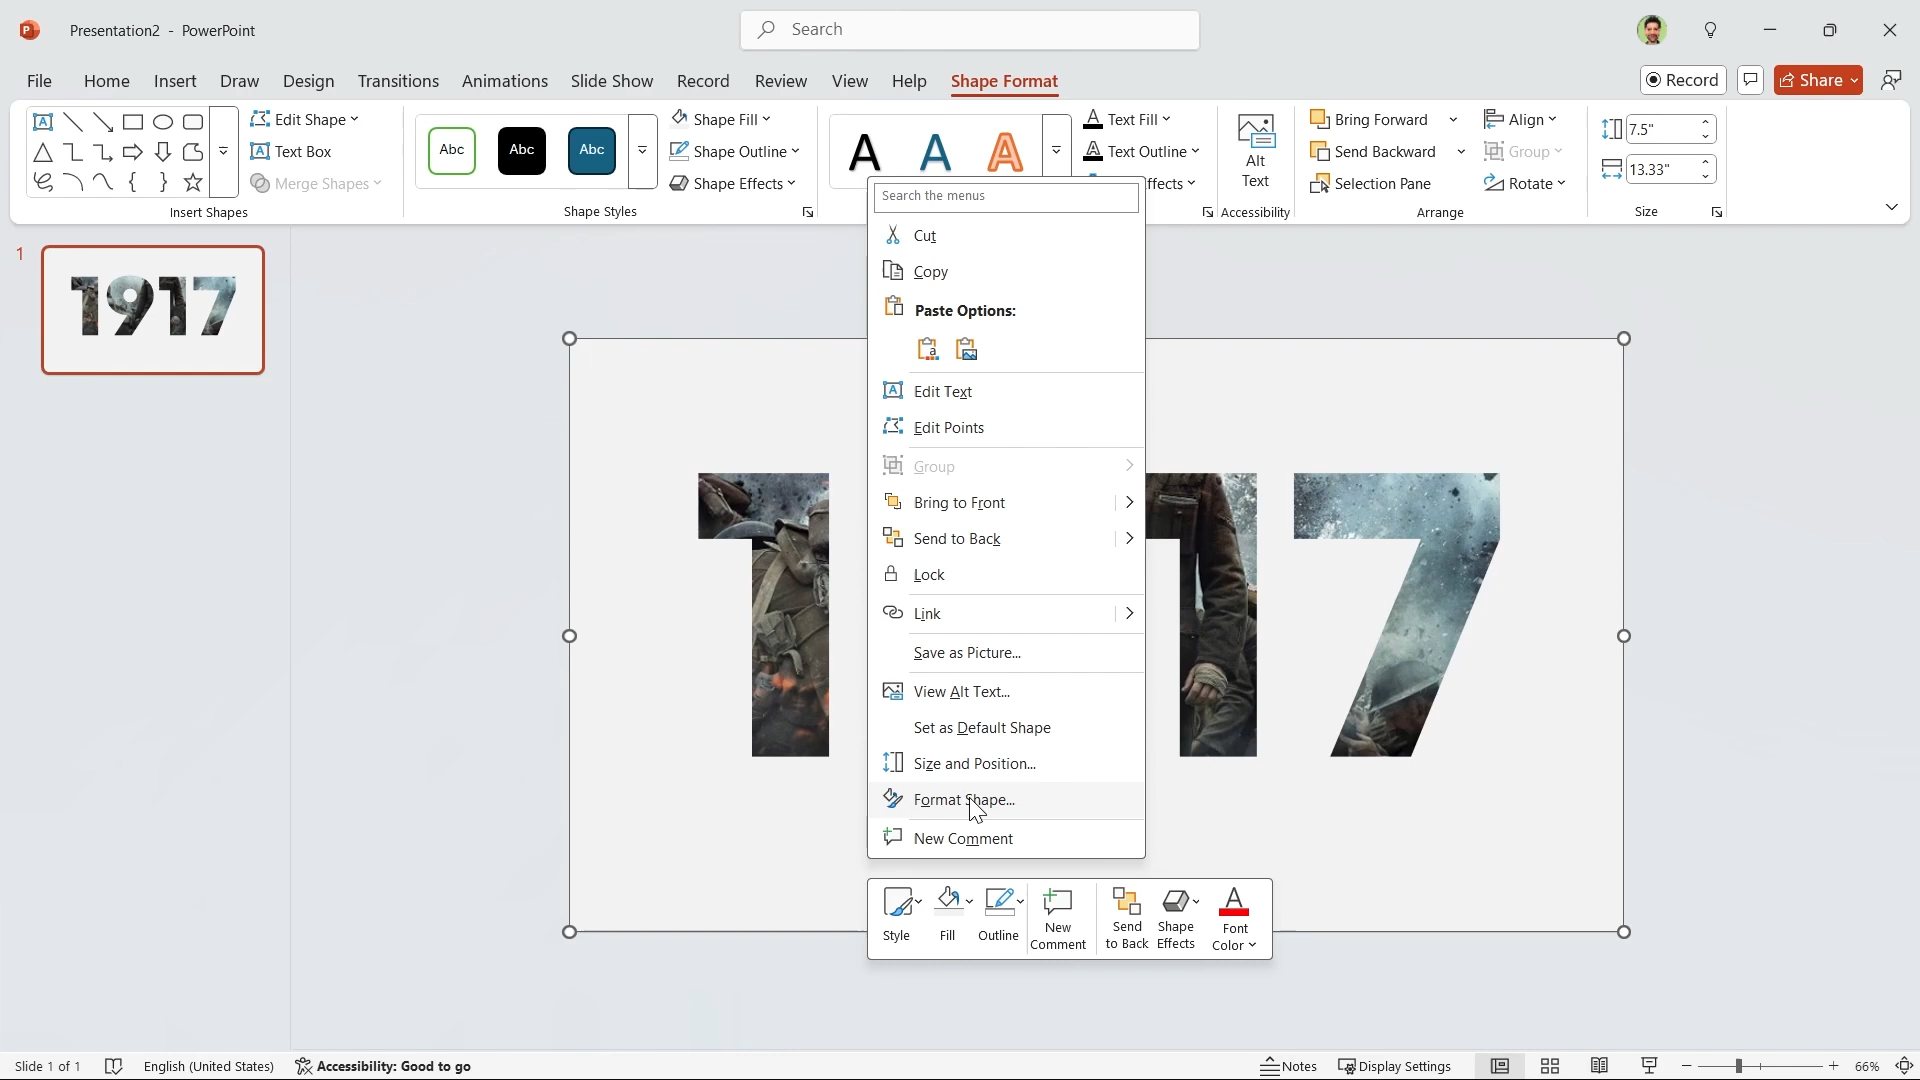 Presentation2 - PowerPoint
Search
File Home Insert Draw Design Transitions Animations Slide Show Record Review View Help Shape Format
Record
Share
Edit Shape
Text Box
Merge Shapes
Insert Shapes
Abc Abc Abc
Shape Fill
Shape Outline
Shape Effects
Shape Styles
A A A
Text Fill
Text Outline
ffects
Alt
Text
Accessibility
Bring Forward
Send Backward
Selection Pane
Align
Group
Rotate
Arrange
7.5"
13.33"
Size
1
1917
Search the menus
Cut
Copy
Paste Options:
Edit Text
Edit Points
Group
Bring to Front
Send to Back
Lock
Link
Save as Picture...
View Alt Text...
Set as Default Shape
Size and Position...
Format Shape...
New Comment
1 17
Style
Fill
Outline
New
Comment
Send
to Back
Shape
Effects
Font
Color
Slide 1 of 1
English (United States)
Accessibility: Good to go
Notes
Display Settings
66%